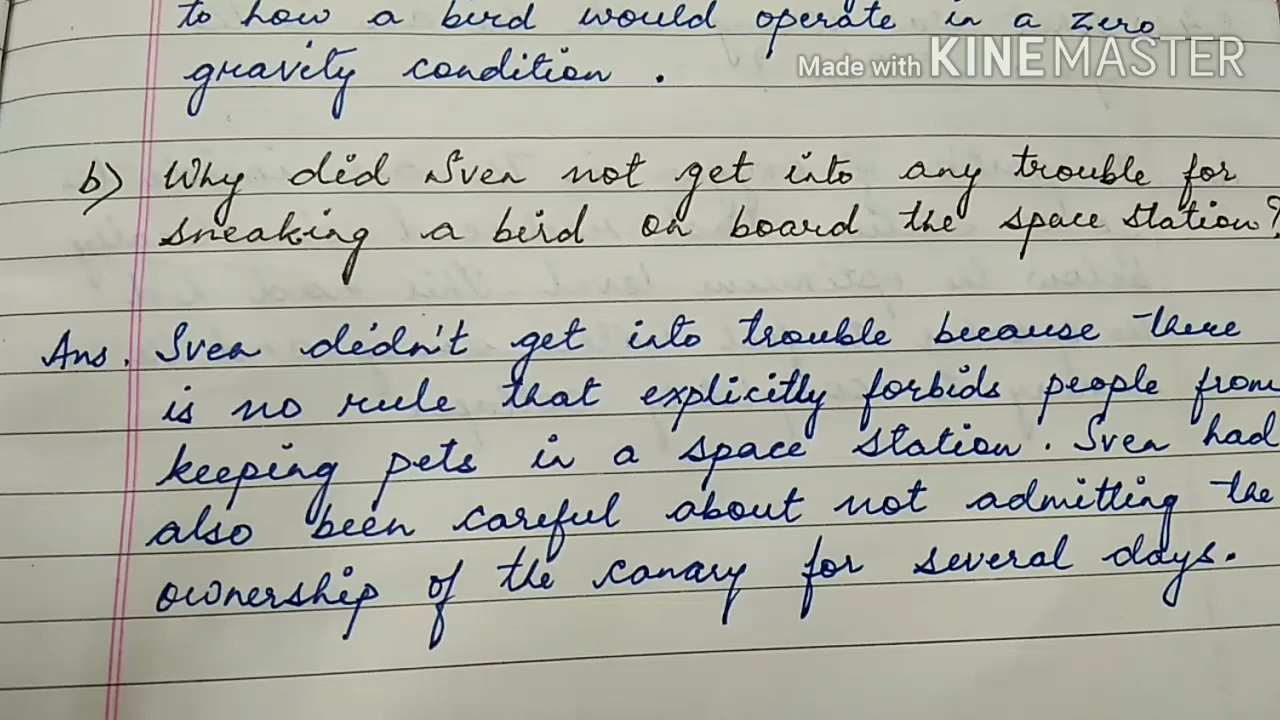 to how a bird would operate in a zero
Made with KINEMASTER
gravity condition.
b) Why did Sven not get into any trouble for
sneaking a bird on board the space station?
Ans. Sven didn't get into trouble because there
is no rule that explicitly forbids people from
keeping pets in a space station. Sven had
also been careful about not admitting the
ownership of the canary for several days.